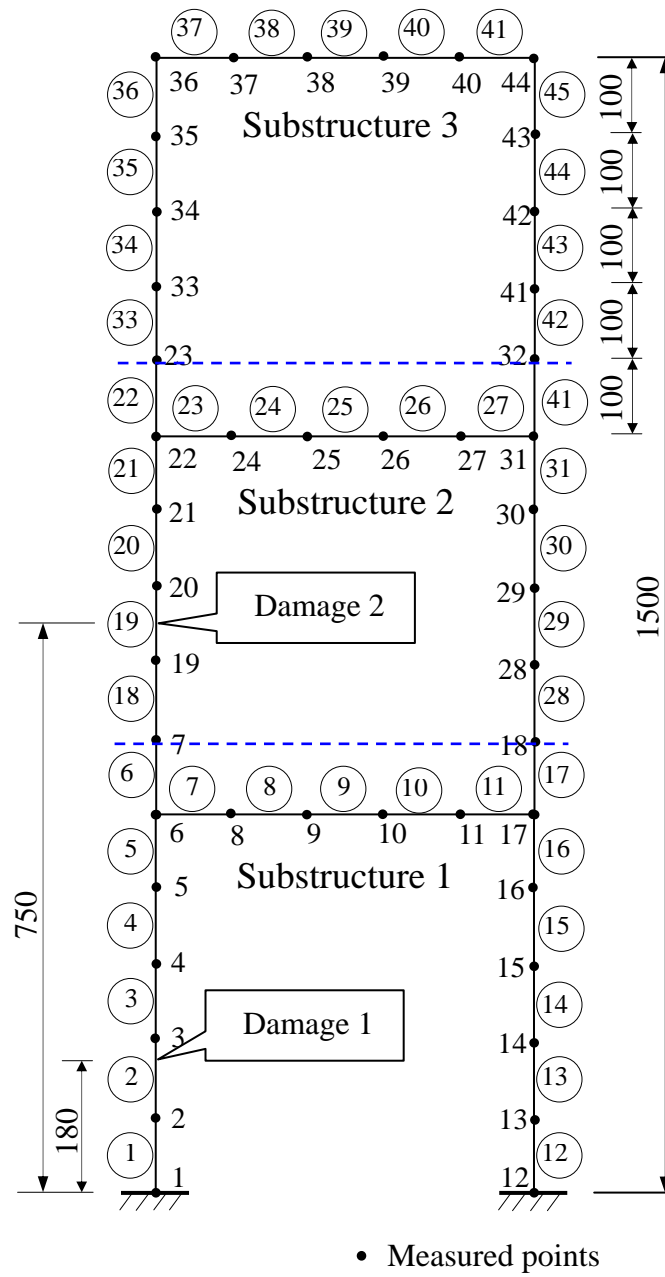 37 38 39 40 41
36 36 37 38 39 40 44 45
Substructure 3
100
35 43
35 44
34 42 100
34 43
100
33 41
33 42 100
23 32
22 23 24 25 26 27 41 100
22 24 25 26 27 31
21 31
Substructure 2
21 30
20 30
20 29
Damage 2
19 29
19 28
18 28
7 18
6 7 8 9 10 11 17
6 8 9 10 11 17
5 16
Substructure 1
5 16
4 15
4 15
3 14
Damage 1
3 14
2 13
2 13
1 12
1 12
180
750
1500
• Measured points